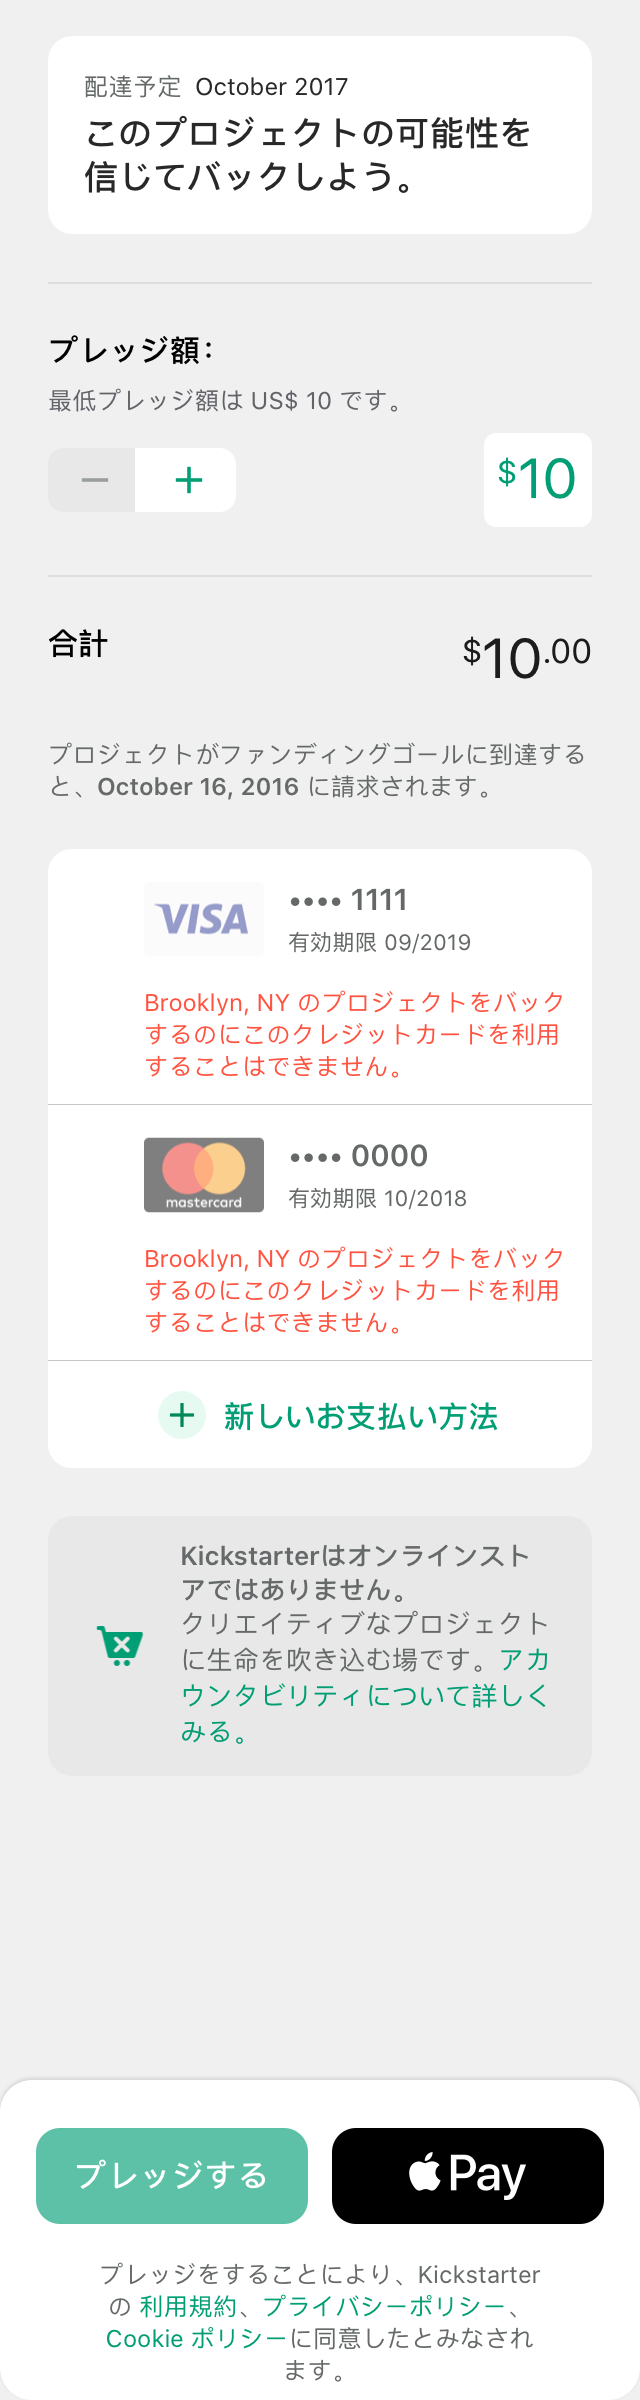 配達予定 October 2017
このプロジェクトの可能性を
信じてバックしよう。
プレッジ額：
最低プレッジ額は US$ 10 です。
− +
$10
合計
$10.00
プロジェクトがファンディングゴールに到達する
と、October 16, 2016 に請求されます。
VISA
•••• 1111
有効期限 09/2019
Brooklyn, NY のプロジェクトをバック
するのにこのクレジットカードを利用
することはできません。
mastercard
•••• 0000
有効期限 10/2018
Brooklyn, NY のプロジェクトをバック
するのにこのクレジットカードを利用
することはできません。
+ 新しいお支払い方法
Kickstarterはオンラインスト
アではありません。
クリエイティブなプロジェクト
に生命を吹き込む場です。アカ
ウンタビリティについて詳しく
みる。
プレッジする
Pay
プレッジをすることにより、Kickstarter
の 利用規約、プライバシーポリシー、
Cookie ポリシーに同意したとみなされ
ます。